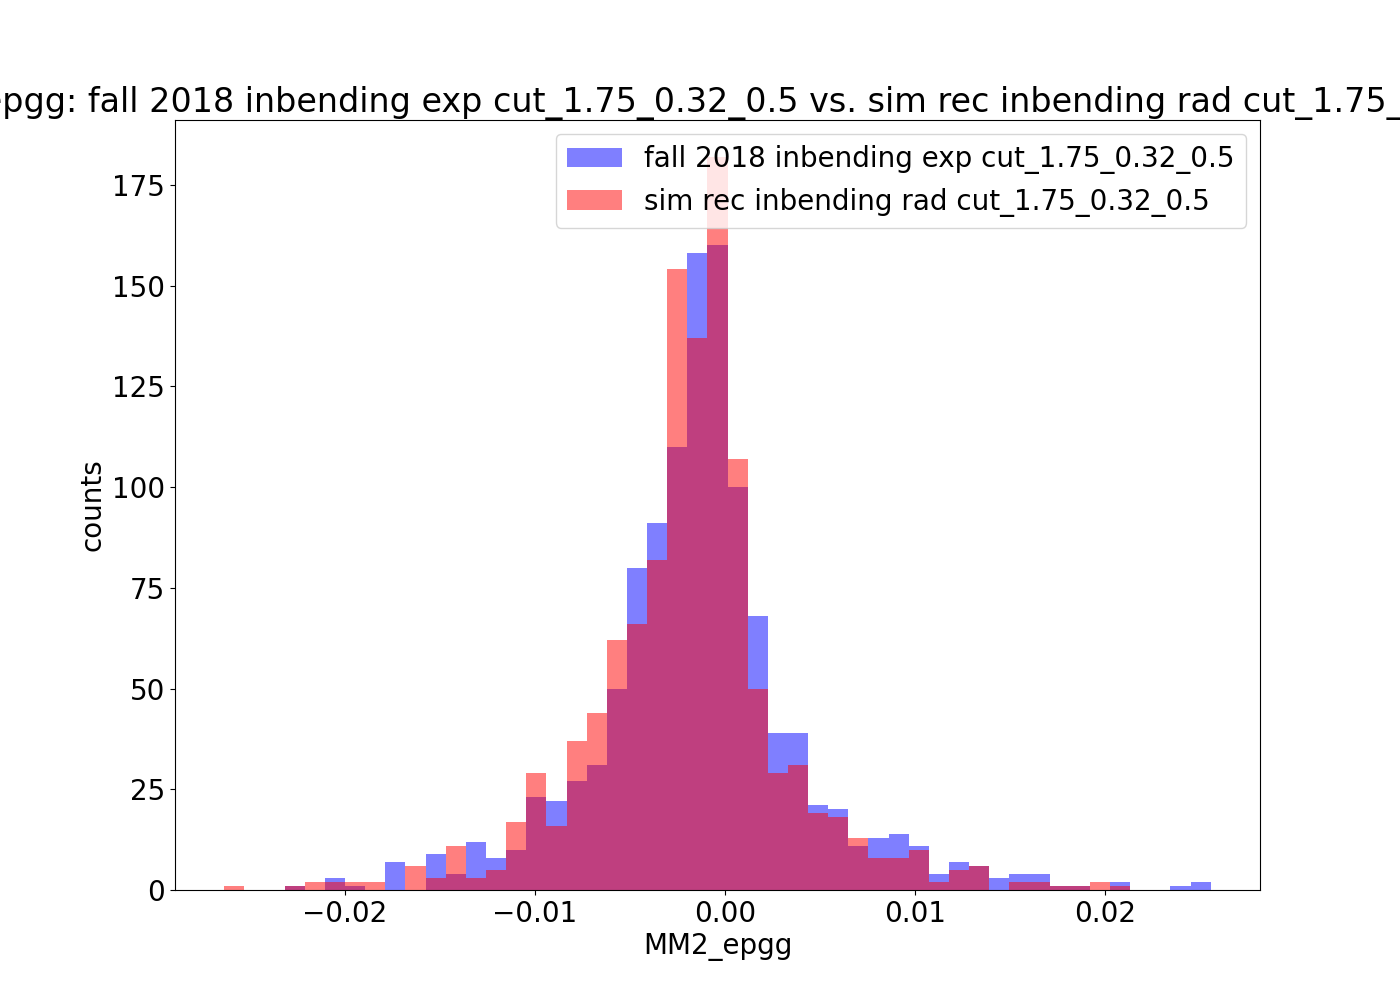 epgg: fall 2018 inbending exp cut_1.75_0.32_0.5 vs. sim rec inbending rad cut_1.75_
fall 2018 inbending exp cut_1.75_0.32_0.5
sim rec inbending rad cut_1.75_0.32_0.5
175
150
125
100
75
50
25
0
counts
−0.02 −0.01 0.00 0.01 0.02
MM2_epgg